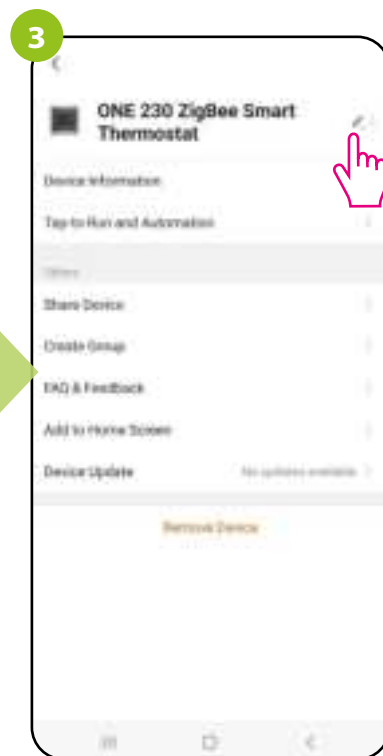 3
ONE 230 ZigBee Smart
Thermostat
Device Information
Tap-to-Run and Automation
Others
Share Device
Create Group
FAQ & Feedback
Add to Home Screen
Device Update
No updates available
Remove Device